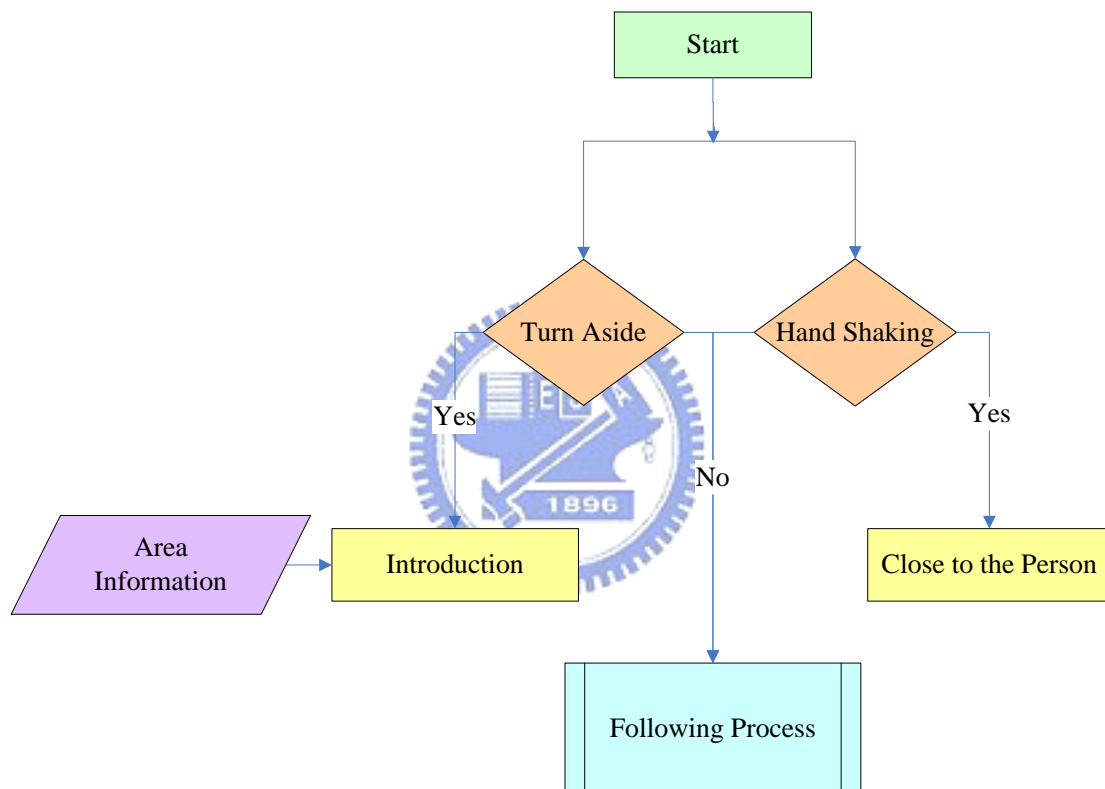 Start
Turn Aside
Hand Shaking
Yes
Yes
No
E
A
1896
Area
Information
Introduction
Close to the Person
Following Process